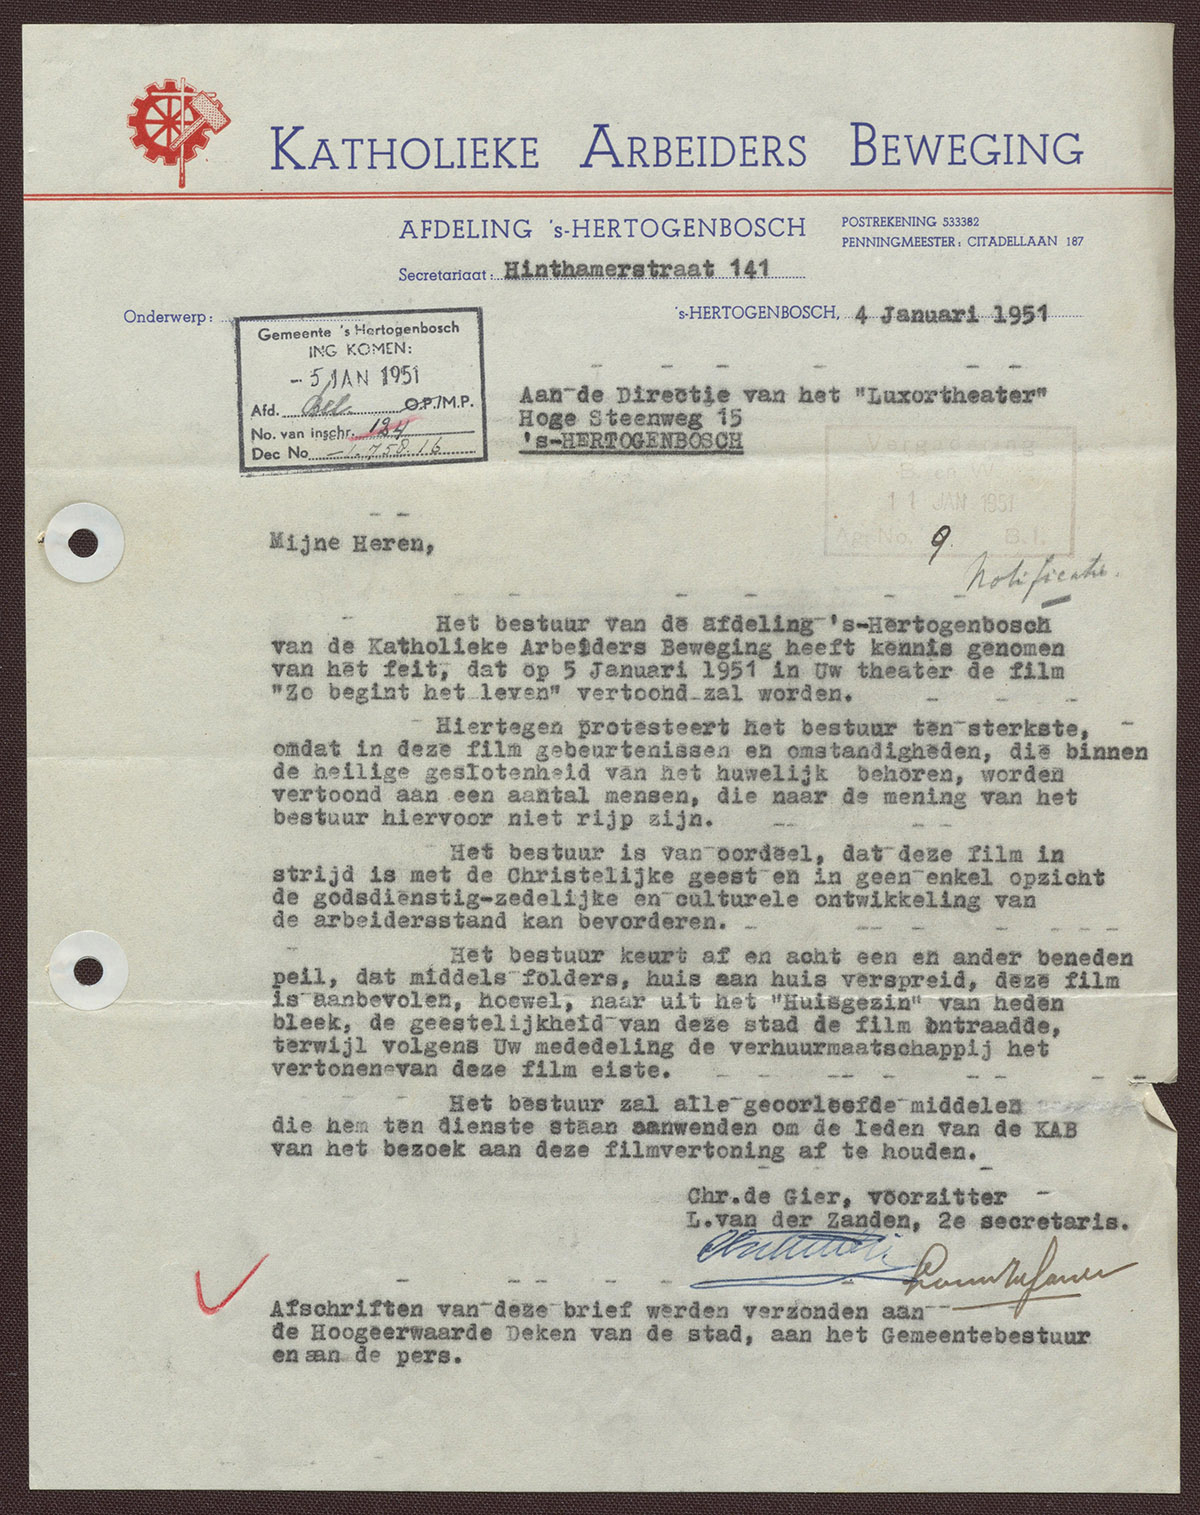 KATHOLIEKE ARBEIDERS BEWEGING
AFDELING 's-HERTOGENBOSCH
POSTREKENING 533382
PENNINGMEESTER: CITADELLAAN 187
Secretariaat: Hinthamerstraat 141
Onderwerp:
's-HERTOGENBOSCH, 4 Januari 1951
Gemeente 's Hertogenbosch
INGEKOMEN:
- 5 JAN 1951
Afd. O.P./M.P.
No. van inschr. 124
Dec No -1.758.16
Aan de Directie van het "Luxortheater"
Hoge Steenweg 15
's-HERTOGENBOSCH
Vergadering
11 JAN 1951
No. 9 B.1.
Notificatie.
Mijne Heren,
Het bestuur van de afdeling 's-Hertogenbosch
van de Katholieke Arbeiders Beweging heeft kennis genomen
van het feit, dat op 5 Januari 1951 in Uw theater de film
"Zo begint het leven" vertoond zal worden.
Hiertegen protesteert het bestuur ten sterkste,
omdat in deze film gebeurtenissen en omstandigheden, die binnen
de heilige geslotenheid van het huwelijk behoren, worden
vertoond aan een aantal mensen, die naar de mening van het
bestuur hiervoor niet rijp zijn.
Het bestuur is van oordeel, dat deze film in
strijd is met de Christelijke geest en in geen enkel opzicht
de godsdienstig-zedelijke en culturele ontwikkeling van
de arbeidersstand kan bevorderen.
Het bestuur keurt af en acht een en ander beneden
peil, dat middels folders, huis aan huis verspreid, deze film
is aanbevolen, hoewel, naar uit het "Huisgezin" van heden
bleek, de geestelijkheid van deze stad de film ontraadde,
terwijl volgens Uw mededeling de verhuurmaatschappij het
vertonen van deze film eiste.
Het bestuur zal alle geoorloofde middelen
die hem ten dienste staan aanwenden om de leden van de KAB
van het bezoek aan deze filmvertoning af te houden.
Chr.de Gier, voorzitter
L.van der Zanden, 2e secretaris.
Afschriften van deze brief werden verzonden aan
de Hoogeerwaarde Deken van de stad, aan het Gemeentebestuur
en aan de pers.